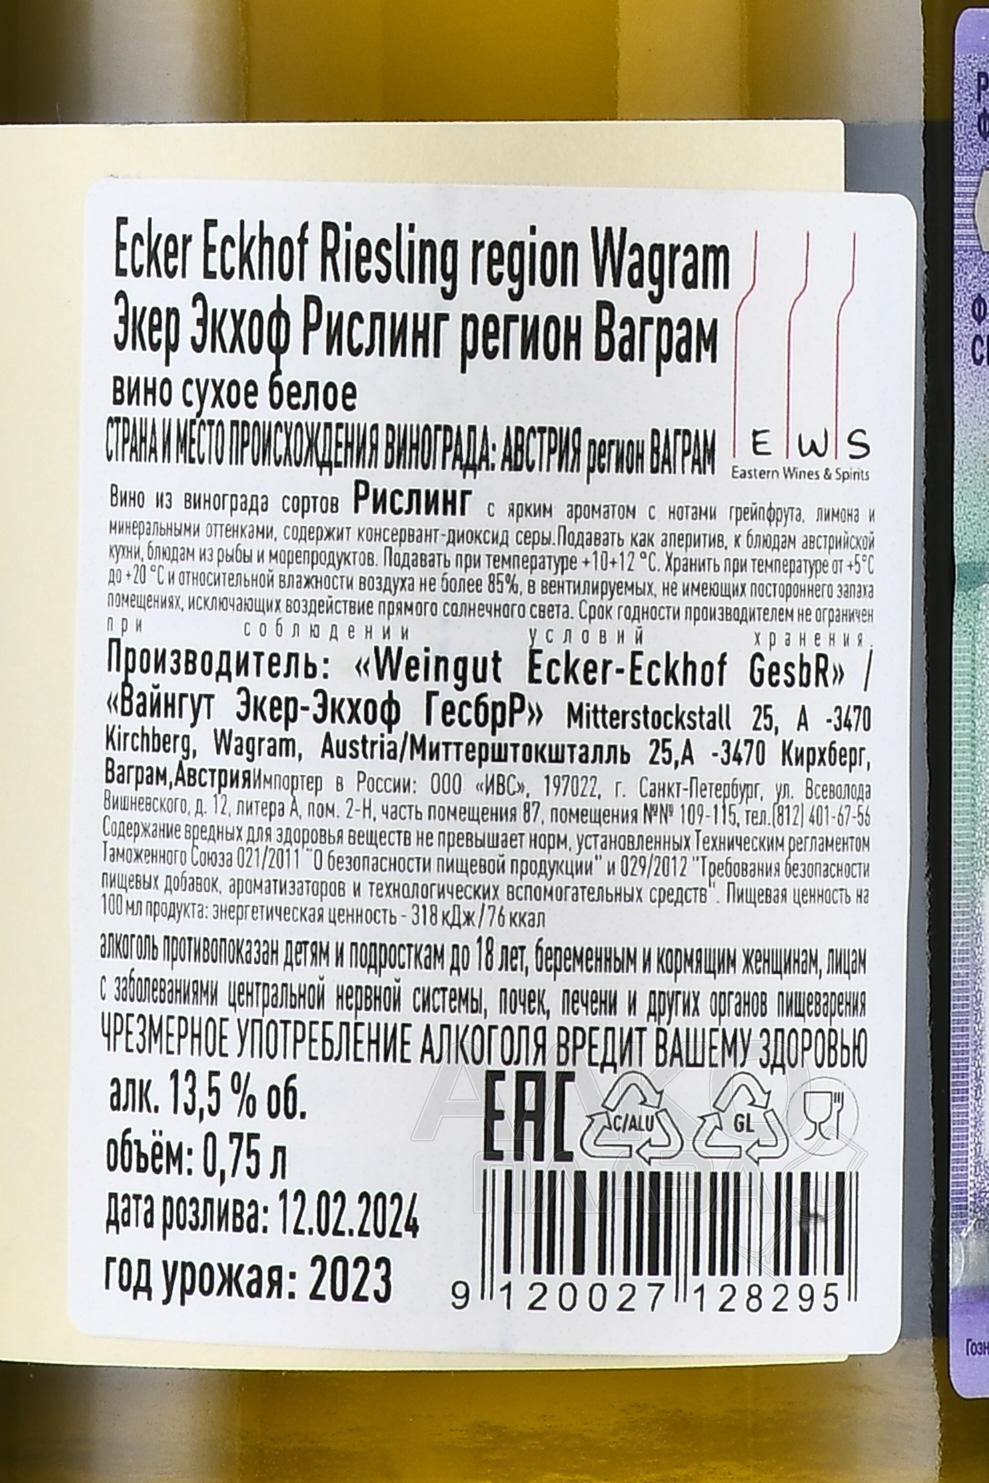 Ecker Eckhof Riesling region Wagram
Экер Экхоф Рислинг регион Ваграм
вино сухое белое
СТРАНА И МЕСТО ПРОИСХОЖДЕНИЯ ВИНОГРАДА: АВСТРИЯ регион ВАГРАМ
E W S
Eastern Wines & Spirits
Вино из винограда сортов Рислинг с ярким ароматом с нотами грейпфрута, лимона и
минеральными оттенками, содержит консервант-диоксид серы.Подавать как аперитив, к блюдам австрийской
кухни, блюдам из рыбы и морепродуктов. Подавать при температуре +10+12 °С. Хранить при температуре от +5°С
до +20 °С и относительной влажности воздуха не более 85%, в вентилируемых, не имеющих постороннего запаха
помещениях, исключающих воздействие прямого солнечного света. Срок годности производителем не ограничен
при соблюдении условий хранения.
Производитель: «Weingut Ecker-Eckhof GesbR» /
«Вайнгут Экер-Экхоф ГесбрР» Mitterstockstall 25, A -3470
Kirchberg, Wagram, Austria/Миттерштокшталль 25,А -3470 Кирхберг,
Ваграм,АвстрияИмпортер в России: ООО «ИВС», 197022, г. Санкт-Петербург, ул. Всеволода
Вишневского, д. 12, литера А, пом. 2-Н, часть помещения 87, помещения №№ 109-115, тел.(812) 401-67-56
Содержание вредных для здоровья веществ не превышает норм, установленных Техническим регламентом
Таможенного Союза 021/2011 "О безопасности пищевой продукции" и 029/2012 "Требования безопасности
пищевых добавок, ароматизаторов и технологических вспомогательных средств". Пищевая ценность на
100 мл продукта: энергетическая ценность - 318 кДж/76 ккал
алкоголь противопоказан детям и подросткам до 18 лет, беременным и кормящим женщинам, лицам
с заболеваниями центральной нервной системы, почек, печени и других органов пищеварения
ЧРЕЗМЕРНОЕ УПОТРЕБЛЕНИЕ АЛКОГОЛЯ ВРЕДИТ ВАШЕМУ ЗДОРОВЬЮ
алк. 13,5 % об.
EAC
C/ALU
GL
объём: 0,75 л
дата розлива: 12.02.2024
год урожая: 2023
9 120027 128295